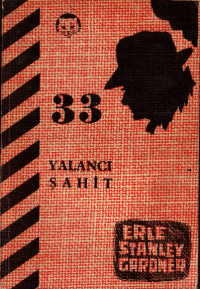 33
YALANCI
ŞAHİT
ERLE
STANLEY
GARDNER